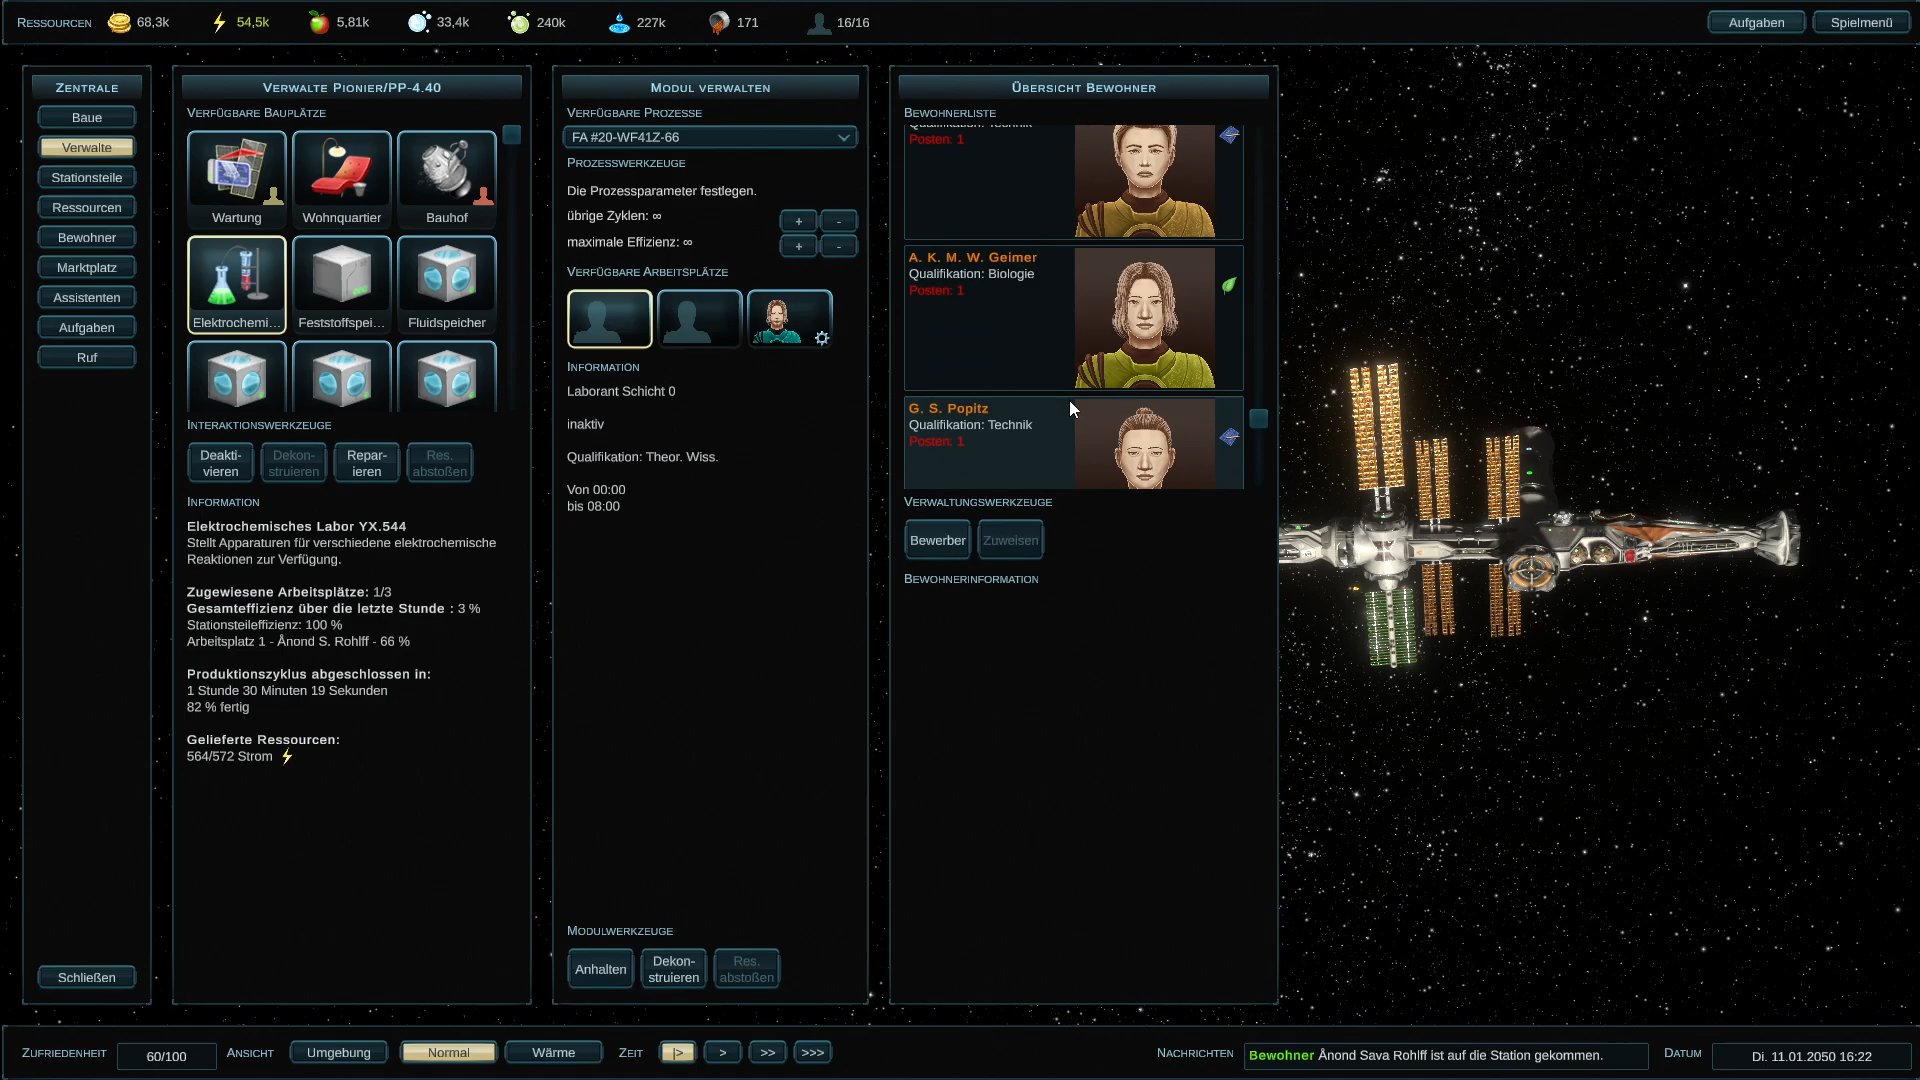 Ressourcen 68,3k 54,5k 5,81k 33,4k 240k 227k 171 16/16 Aufgaben Spielmenü
Zentrale
Baue
Verwalte
Stationsteile
Ressourcen
Bewohner
Marktplatz
Assistenten
Aufgaben
Ruf
Schließen
Verwalte Pionier/PP-4.40
Verfügbare Bauplätze
Wartung Wohnquartier Bauhof
Elektrochemi... Feststoffspei... Fluidspeicher
Interaktionswerkzeuge
Deakti-
vieren
Dekon-
struieren
Repar-
ieren
Res.
abstoßen
Information
Elektrochemisches Labor YX.544
Stellt Apparaturen für verschiedene elektrochemische
Reaktionen zur Verfügung.
Zugewiesene Arbeitsplätze: 1/3
Gesamteffizienz über die letzte Stunde : 3 %
Stationsteileffizienz: 100 %
Arbeitsplatz 1 - Ånond S. Rohlff - 66 %
Produktionszyklus abgeschlossen in:
1 Stunde 30 Minuten 19 Sekunden
82 % fertig
Gelieferte Ressourcen:
564/572 Strom
Modul verwalten
Verfügbare Prozesse
FA #20-WF41Z-66
Prozesswerkzeuge
Die Prozessparameter festlegen.
übrige Zyklen: ∞ + -
maximale Effizienz: ∞ + -
Verfügbare Arbeitsplätze
Information
Laborant Schicht 0
inaktiv
Qualifikation: Theor. Wiss.
Von 00:00
bis 08:00
Modulwerkzeuge
Anhalten
Dekon-
struieren
Res.
abstoßen
Übersicht Bewohner
Bewohnerliste
Qualifikation: Technik
Posten: 1
A. K. M. W. Geimer
Qualifikation: Biologie
Posten: 1
G. S. Popitz
Qualifikation: Technik
Posten: 1
Verwaltungswerkzeuge
Bewerber Zuweisen
Bewohnerinformation
Zufriedenheit 60/100 Ansicht Umgebung Normal Wärme Zeit |> > >> >>> Nachrichten Bewohner Ånond Sava Rohlff ist auf die Station gekommen. Datum Di. 11.01.2050 16:22